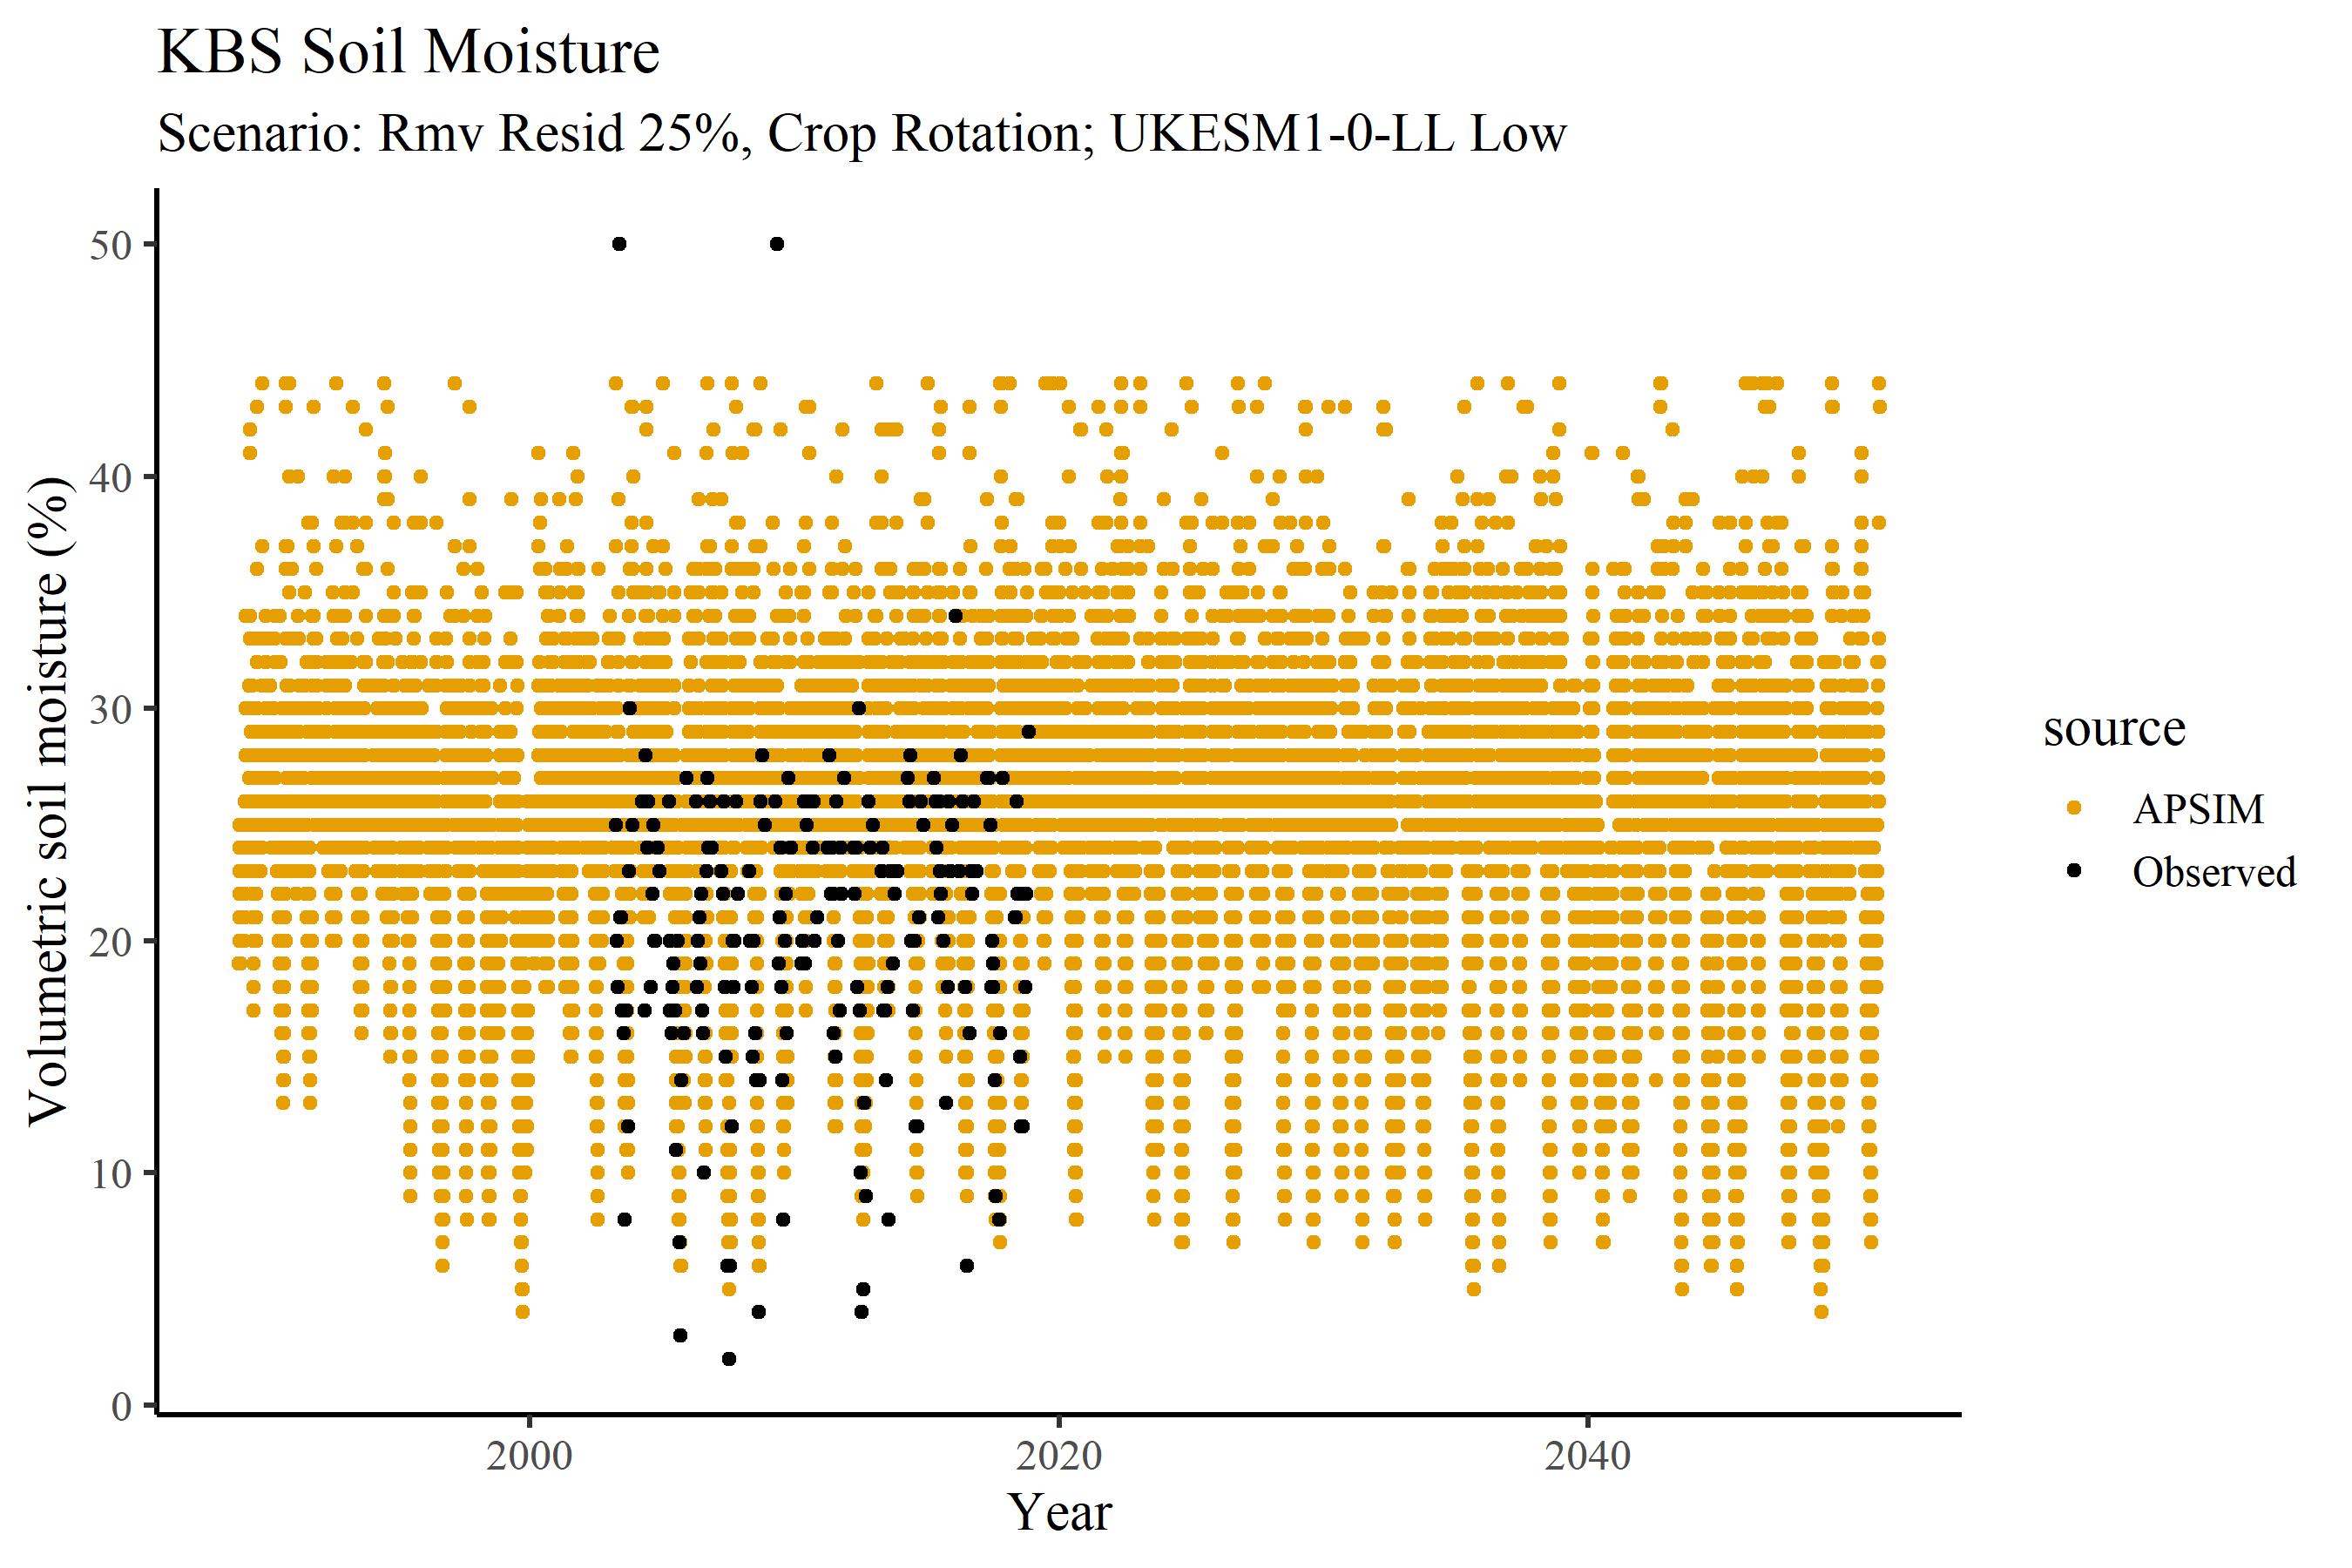 KBS Soil Moisture
Scenario: Rmv Resid 25%, Crop Rotation; UKESM1-0-LL Low
Volumetric soil moisture (%)
50
40
30
20
10
0
2000
2020
2040
Year
source
APSIM
Observed